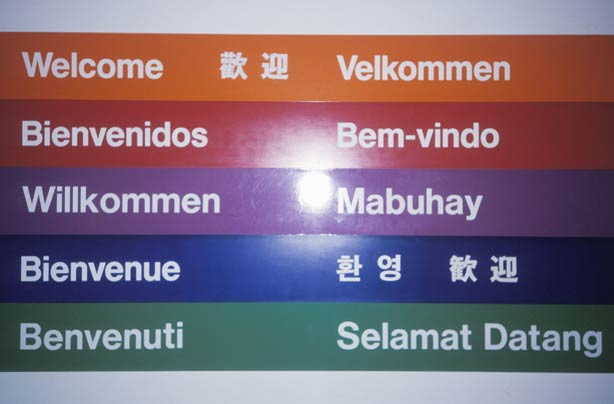 Welcome 歡迎 Velkommen
Bienvenidos Bem-vindo
Willkommen Mabuhay
Bienvenue 환영 歡迎
Benvenuti Selamat Datang